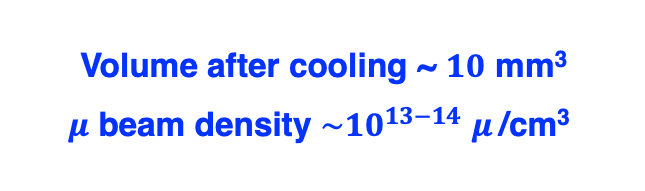 Volume after cooling ~ 10 mm³
μ beam density ~10¹³⁻¹⁴ μ/cm³